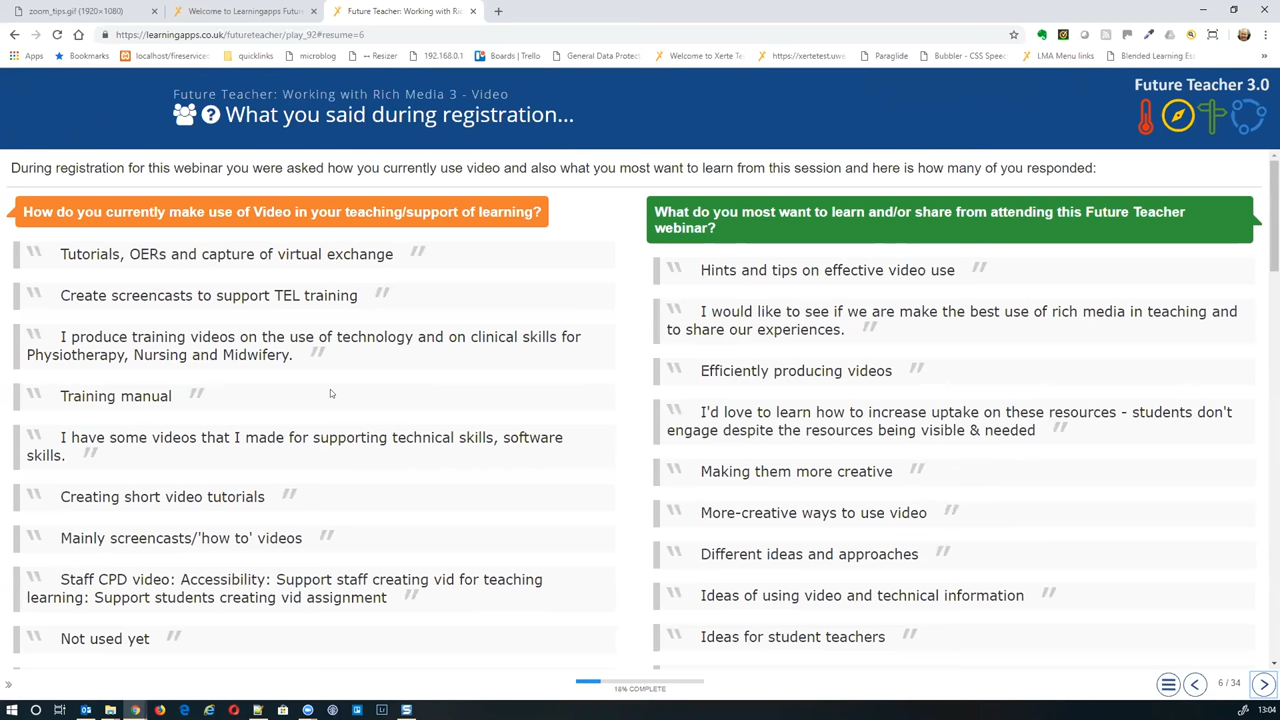 zoom_tips.gif (1920×1080)
Welcome to Learningapps Futur
Future Teacher: Working with Ric
https://learningapps.co.uk/futureteacher/play_92#resume=6
Apps
Bookmarks
localhost/fireservice
quicklinks
microblog
↔ Resizer
192.168.0.1
Boards | Trello
General Data Protect
Welcome to Xerte Te
https://xertetest.uwe
Paraglide
Bubbler - CSS Speec
LMA Menu links
Blended Learning Ess
Future Teacher: Working with Rich Media 3 - Video
What you said during registration...
Future Teacher 3.0
During registration for this webinar you were asked how you currently use video and also what you most want to learn from this session and here is how many of you responded:
How do you currently make use of Video in your teaching/support of learning?
Tutorials, OERs and capture of virtual exchange
Create screencasts to support TEL training
I produce training videos on the use of technology and on clinical skills for
Physiotherapy, Nursing and Midwifery.
Training manual
I have some videos that I made for supporting technical skills, software
skills.
Creating short video tutorials
Mainly screencasts/'how to' videos
Staff CPD video: Accessibility: Support staff creating vid for teaching
learning: Support students creating vid assignment
Not used yet
What do you most want to learn and/or share from attending this Future Teacher
webinar?
Hints and tips on effective video use
I would like to see if we are make the best use of rich media in teaching and
to share our experiences.
Efficiently producing videos
I'd love to learn how to increase uptake on these resources - students don't
engage despite the resources being visible & needed
Making them more creative
More-creative ways to use video
Different ideas and approaches
Ideas of using video and technical information
Ideas for student teachers
18% COMPLETE
6 / 34
13:04